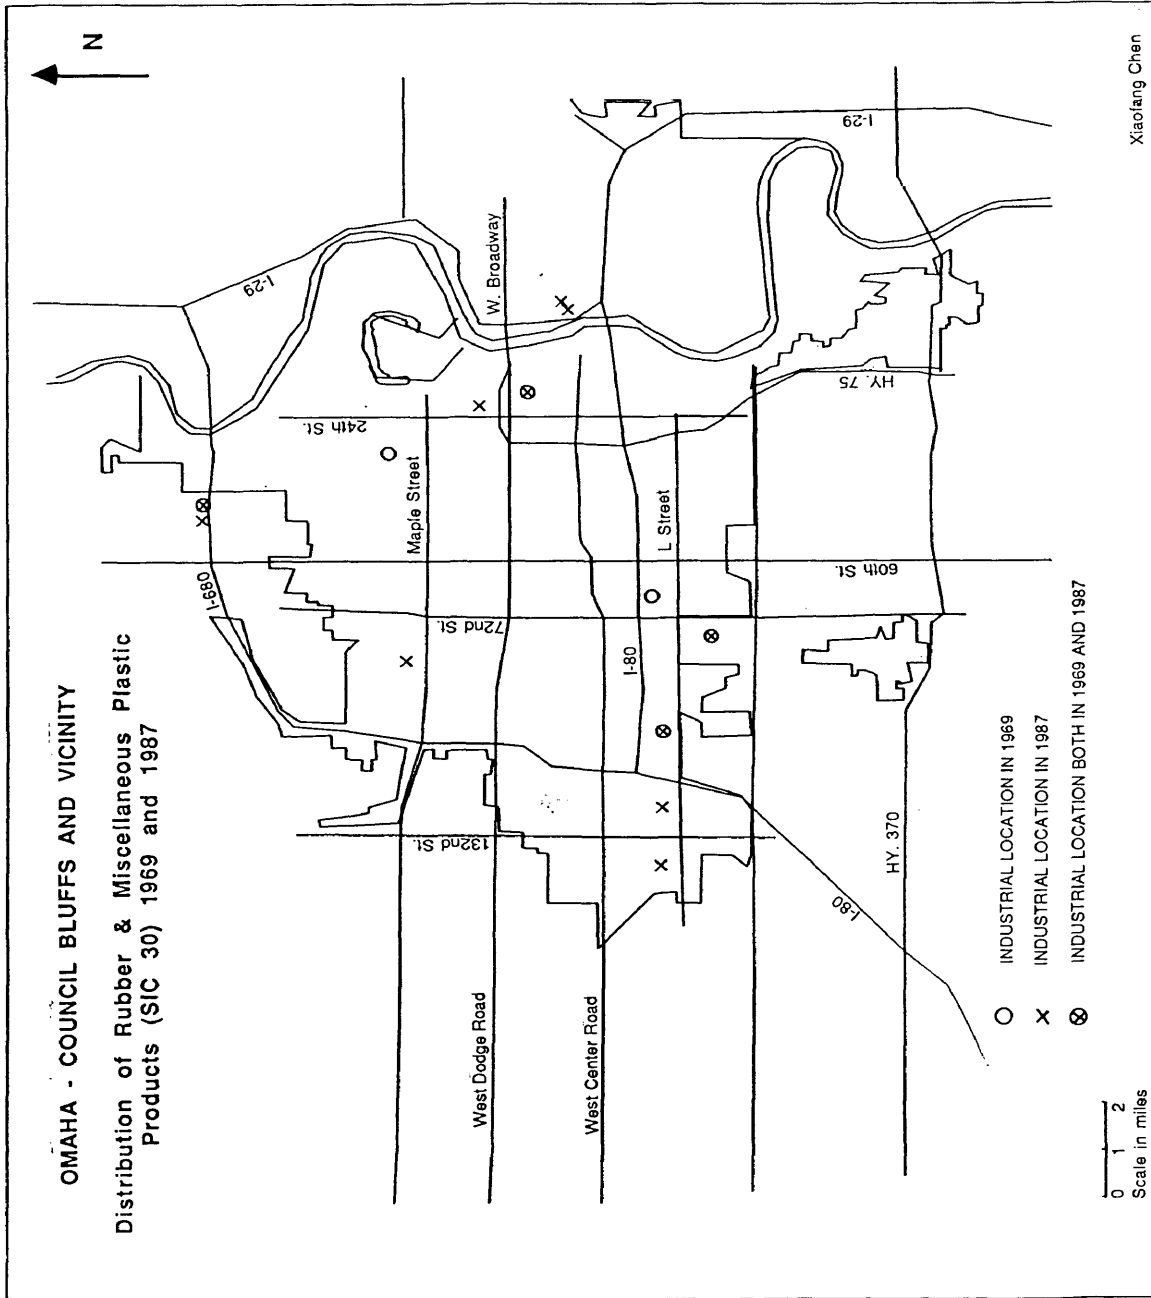 OMAHA - COUNCIL BLUFFS AND VICINITY
Distribution of Rubber & Miscellaneous Plastic
Products (SIC 30) 1969 and 1987
N
I-680
I-29
24th St.
Maple Street
W. Broadway
72nd St.
132nd St.
West Dodge Road
West Center Road
I-80
L Street
60th St.
HY. 75
I-29
I-80
HY. 370
INDUSTRIAL LOCATION IN 1969
INDUSTRIAL LOCATION IN 1987
INDUSTRIAL LOCATION BOTH IN 1969 AND 1987
0 1 2
Scale in miles
Xiaofang Chen